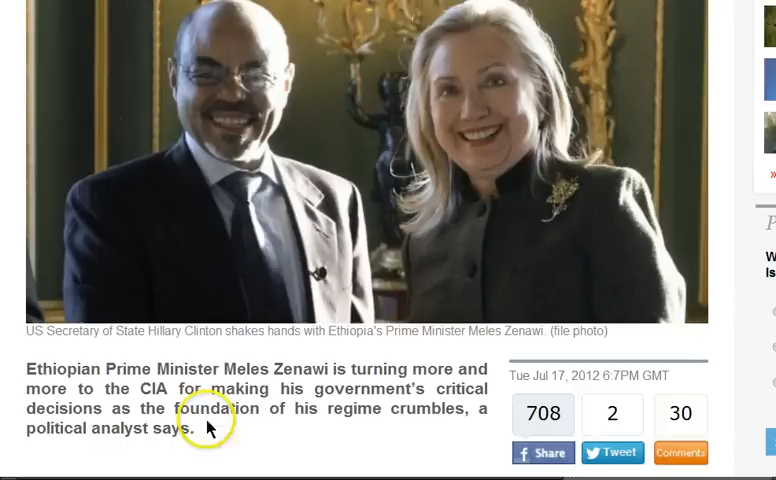 US Secretary of State Hillary Clinton shakes hands with Ethiopia's Prime Minister Meles Zenawi. (file photo)
Ethiopian Prime Minister Meles Zenawi is turning more and
more to the CIA for making his government's critical
decisions as the foundation of his regime crumbles, a
political analyst says.
Tue Jul 17, 2012 6:7PM GMT
708 2 30
f Share Tweet Comments
»
P
W
Is